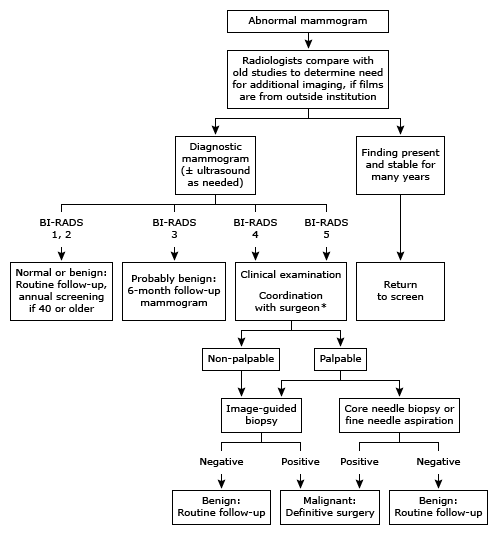 Abnormal mammogram
Radiologists compare with
old studies to determine need
for additional imaging, if films
are from outside institution
Diagnostic
mammogram
(± ultrasound
as needed)
Finding present
and stable for
many years
BI-RADS
1, 2
BI-RADS
3
BI-RADS
4
BI-RADS
5
Normal or benign:
Routine follow-up,
annual screening
if 40 or older
Probably benign:
6-month follow-up
mammogram
Clinical examination
Coordination
with surgeon*
Return
to screen
Non-palpable
Palpable
Image-guided
biopsy
Core needle biopsy or
fine needle aspiration
Negative
Positive
Positive
Negative
Benign:
Routine follow-up
Malignant:
Definitive surgery
Benign:
Routine follow-up